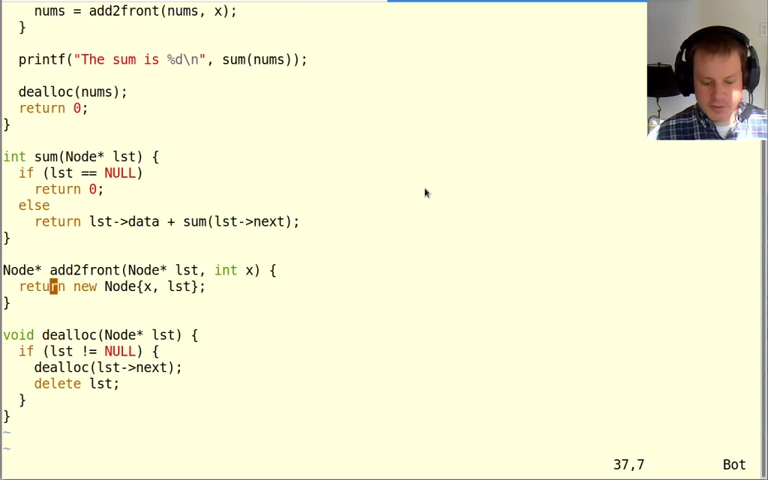 nums = add2front(nums, x);
  }

  printf("The sum is %d\n", sum(nums));

  dealloc(nums);
  return 0;
}

int sum(Node* lst) {
  if (lst == NULL)
    return 0;
  else
    return lst->data + sum(lst->next);
}

Node* add2front(Node* lst, int x) {
  return new Node{x, lst};
}

void dealloc(Node* lst) {
  if (lst != NULL) {
    dealloc(lst->next);
    delete lst;
  }
}
~
~
37,7 Bot